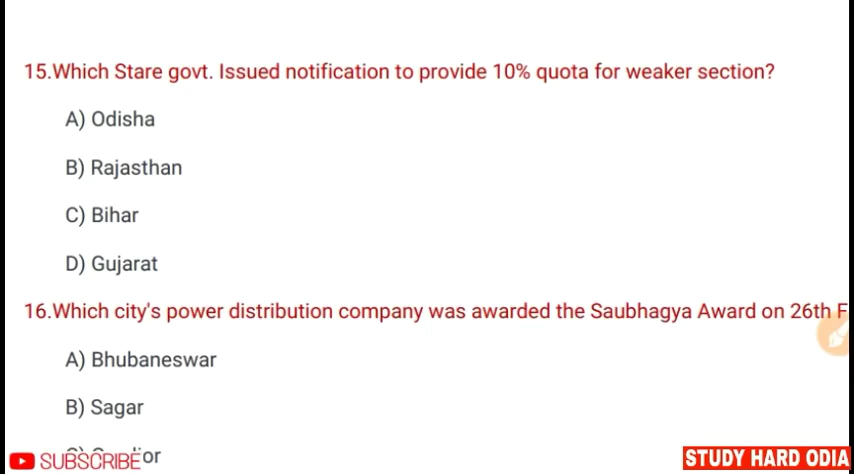 15.Which Stare govt. Issued notification to provide 10% quota for weaker section?
A) Odisha
B) Rajasthan
C) Bihar
D) Gujarat
16.Which city's power distribution company was awarded the Saubhagya Award on 26th F
A) Bhubaneswar
B) Sagar
SUBSCRIBE
STUDY HARD ODIA